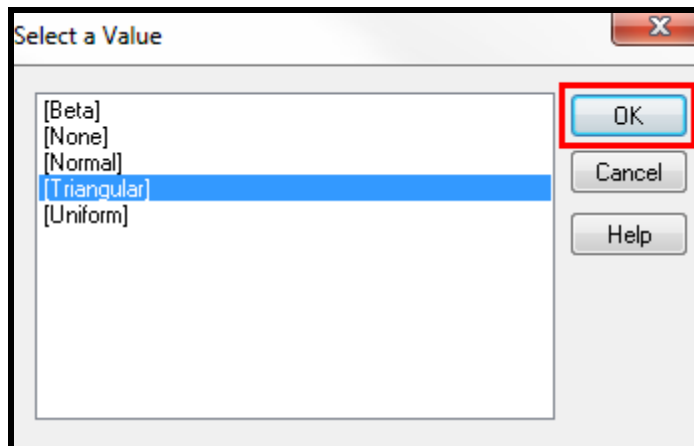 Select a Value
[Beta]
[None]
[Normal]
[Triangular]
[Uniform]
OK
Cancel
Help